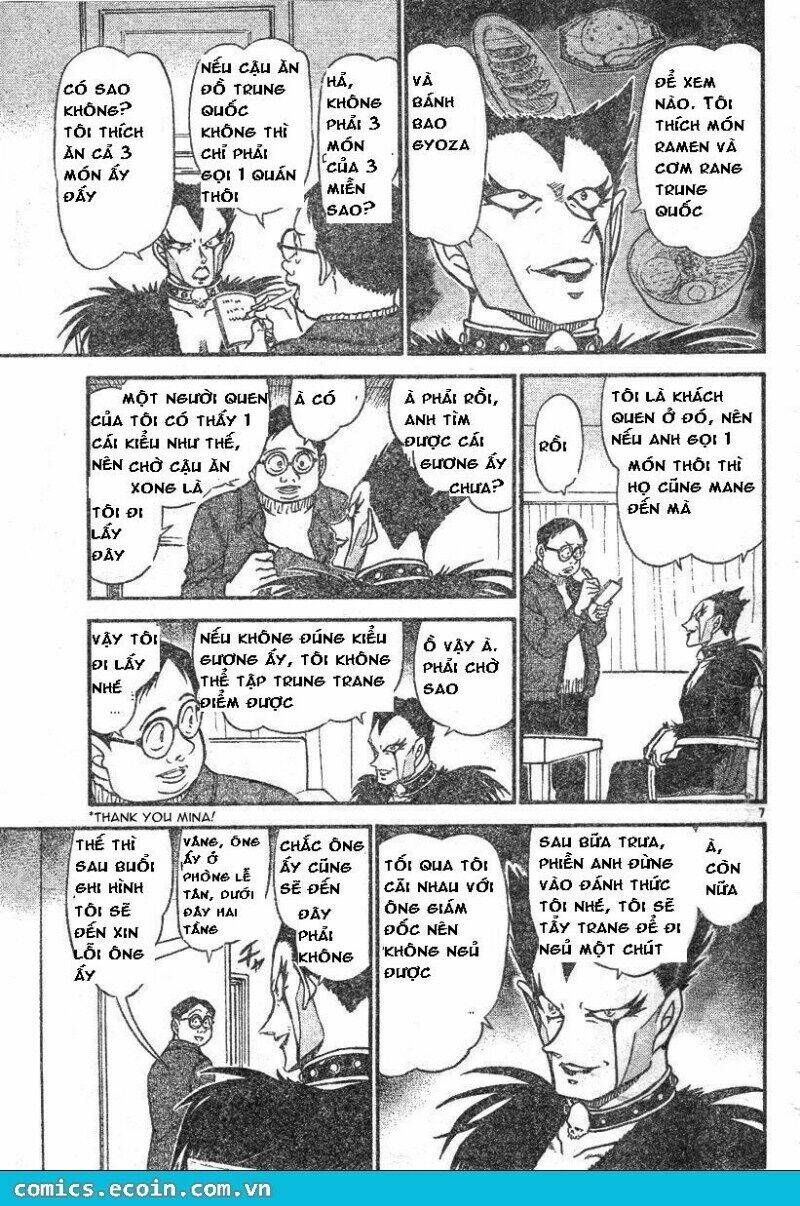 ĐỂ XEM
NÀO. TÔI
THÍCH MÓN
RAMEN VÀ
CƠM RANG
TRUNG
QUỐC
VÀ
BÁNH
BAO
GYOZA
HẢ,
KHÔNG
PHẢI 3
MÓN
CỦA 3
MIỀN
SAO?
NẾU CẬU ĂN
ĐỒ TRUNG
QUỐC
KHÔNG THÌ
CHỈ PHẢI
GỌI 1 QUÁN
THÔI
CÓ SAO
KHÔNG?
TÔI THÍCH
ĂN CẢ 3
MÓN ẤY
ĐẤY
TÔI LÀ KHÁCH
QUEN Ở ĐÓ, NÊN
NẾU ANH GỌI 1
MÓN THÔI THÌ
HỌ CŨNG MANG
ĐẾN MÀ
RỒI
À PHẢI RỒI,
ANH TÌM
ĐƯỢC CÁI
GƯƠNG ẤY
CHƯA?
À CÓ
MỘT NGƯỜI QUEN
CỦA TÔI CÓ THẤY 1
CÁI KIỂU NHƯ THẾ,
NÊN CHỜ CẬU ĂN
XONG LÀ
TÔI ĐI
LẤY
ĐÂY
Ồ VẬY À.
PHẢI CHỜ
SAO
NẾU KHÔNG ĐÚNG KIỂU
GƯƠNG ẤY, TÔI KHÔNG
THỂ TẬP TRUNG TRANG
ĐIỂM ĐƯỢC
VẬY TÔI
ĐI LẤY
NHÉ
...
*THANK YOU MINA!
7
À,
CÒN
NỮA
SAU BỮA TRƯA,
PHIỀN ANH ĐỪNG
VÀO ĐÁNH THỨC
TÔI NHÉ, TÔI SẼ
TẨY TRANG ĐỂ ĐI
NGỦ MỘT CHÚT
TỐI QUA TÔI
CÃI NHAU VỚI
ÔNG GIÁM
ĐỐC NÊN
KHÔNG NGỦ
ĐƯỢC
CHẮC ÔNG
ẤY CŨNG
SẼ ĐẾN
ĐÂY
PHẢI
KHÔNG
VÂNG, ÔNG
ẤY Ở
PHÒNG LỄ
TÂN, DƯỚI
ĐÂY HAI
TẦNG
THẾ THÌ
SAU BUỔI
GHI HÌNH
TÔI SẼ
ĐẾN XIN
LỖI ÔNG
ẤY
comics.ecoin.com.vn